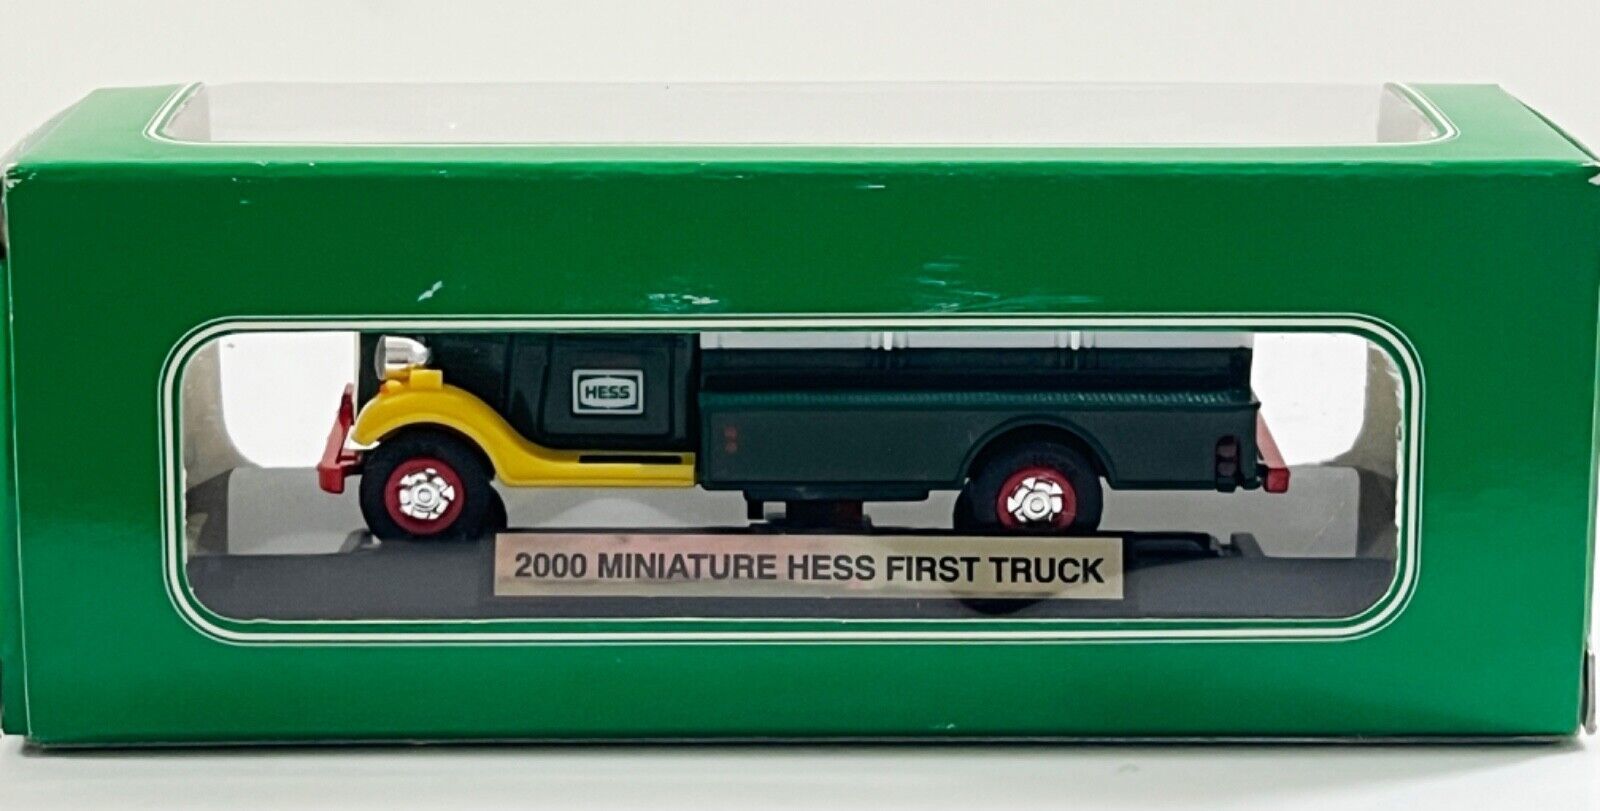 HESS
2000 MINIATURE HESS FIRST TRUCK